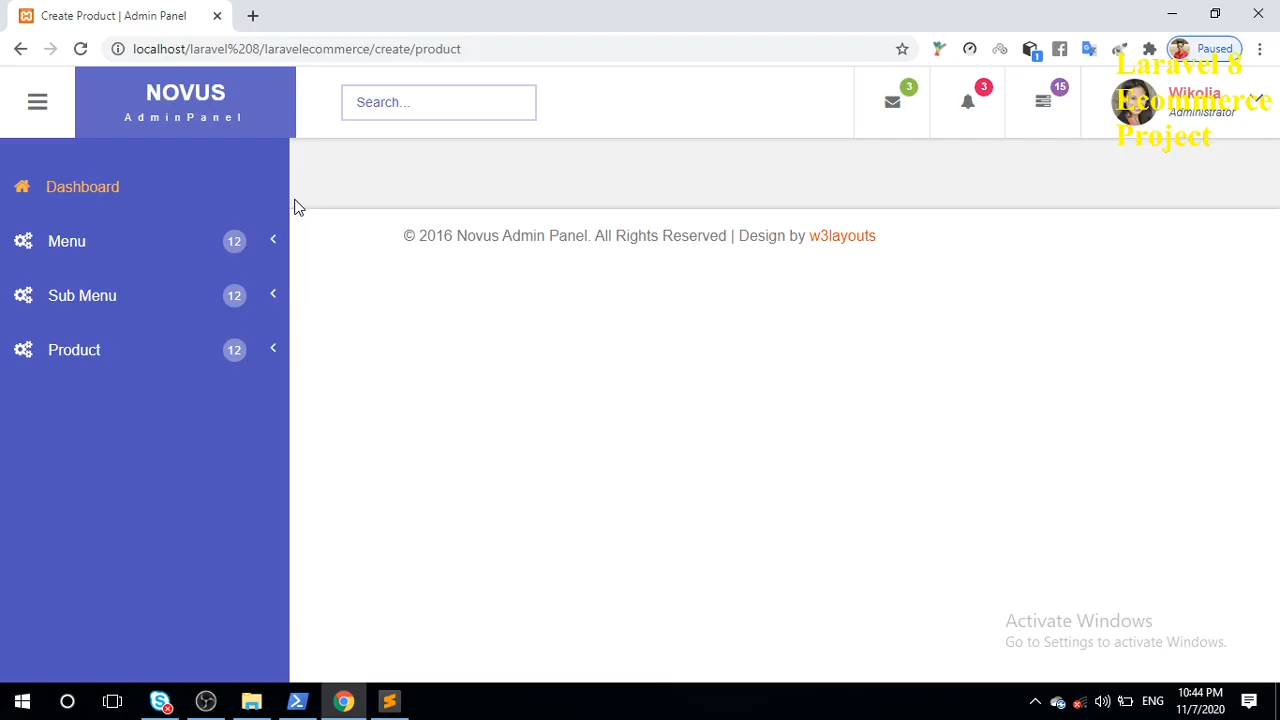 Create Product | Admin Panel
localhost/laravel%208/laravelecommerce/create/product
1
Paused
NOVUS
AdminPanel
Search...
3
3
15
Wikolia
Administrator
Laravel 8
Ecommerce
Project
Dashboard
Menu 12
Sub Menu 12
Product 12
© 2016 Novus Admin Panel. All Rights Reserved | Design by w3layouts
Activate Windows
Go to Settings to activate Windows.
ENG
10:44 PM
11/7/2020